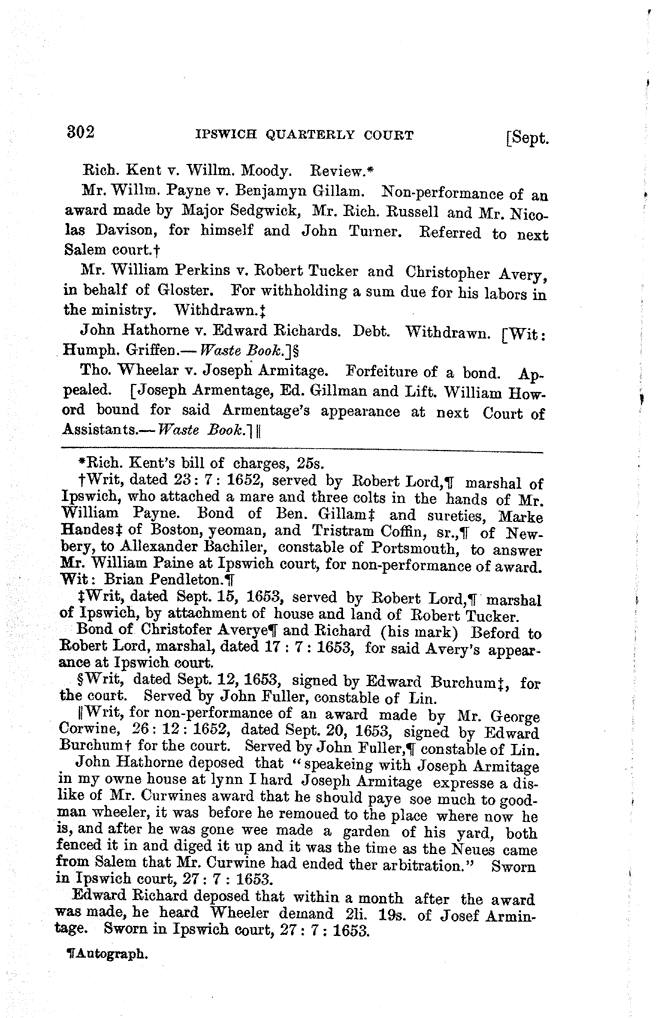 302 IPSWICH QUARTERLY COURT [Sept.
Rich. Kent v. Willm. Moody. Review.*
Mr. Willm. Payne v. Benjamyn Gillam. Non-performance of an
award made by Major Sedgwick, Mr. Rich. Russell and Mr. Nico-
las Davison, for himself and John Turner. Referred to next
Salem court.†
Mr. William Perkins v. Robert Tucker and Christopher Avery,
in behalf of Gloster. For withholding a sum due for his labors in
the ministry. Withdrawn.‡
John Hathorne v. Edward Richards. Debt. Withdrawn. [Wit:
Humph. Griffen.—Waste Book.]§
Tho. Wheelar v. Joseph Armitage. Forfeiture of a bond. Ap-
pealed. [Joseph Armentage, Ed. Gillman and Lift. William How-
ord bound for said Armentage's appearance at next Court of
Assistants.—Waste Book.]‖
*Rich. Kent's bill of charges, 25s.
†Writ, dated 23: 7: 1652, served by Robert Lord,¶ marshal of
Ipswich, who attached a mare and three colts in the hands of Mr.
William Payne. Bond of Ben. Gillam‡ and sureties, Marke
Handes‡ of Boston, yeoman, and Tristram Coffin, sr.,¶ of New-
bery, to Allexander Bachiler, constable of Portsmouth, to answer
Mr. William Paine at Ipswich court, for non-performance of award.
Wit: Brian Pendleton.¶
‡Writ, dated Sept. 15, 1653, served by Robert Lord,¶ marshal
of Ipswich, by attachment of house and land of Robert Tucker.
Bond of Christofer Averye¶ and Richard (his mark) Beford to
Robert Lord, marshal, dated 17: 7: 1653, for said Avery's appear-
ance at Ipswich court.
§Writ, dated Sept. 12, 1653, signed by Edward Burchum‡, for
the court. Served by John Fuller, constable of Lin.
‖Writ, for non-performance of an award made by Mr. George
Corwine, 26: 12: 1652, dated Sept. 20, 1653, signed by Edward
Burchum† for the court. Served by John Fuller,¶ constable of Lin.
John Hathorne deposed that "speakeing with Joseph Armitage
in my owne house at lynn I hard Joseph Armitage expresse a dis-
like of Mr. Curwines award that he should paye soe much to good-
man wheeler, it was before he remoued to the place where now he
is, and after he was gone wee made a garden of his yard, both
fenced it in and diged it up and it was the time as the Neues came
from Salem that Mr. Curwine had ended ther arbitration." Sworn
in Ipswich court, 27: 7: 1653.
Edward Richard deposed that within a month after the award
was made, he heard Wheeler demand 2li. 19s. of Josef Armin-
tage. Sworn in Ipswich court, 27: 7: 1653.
¶Autograph.